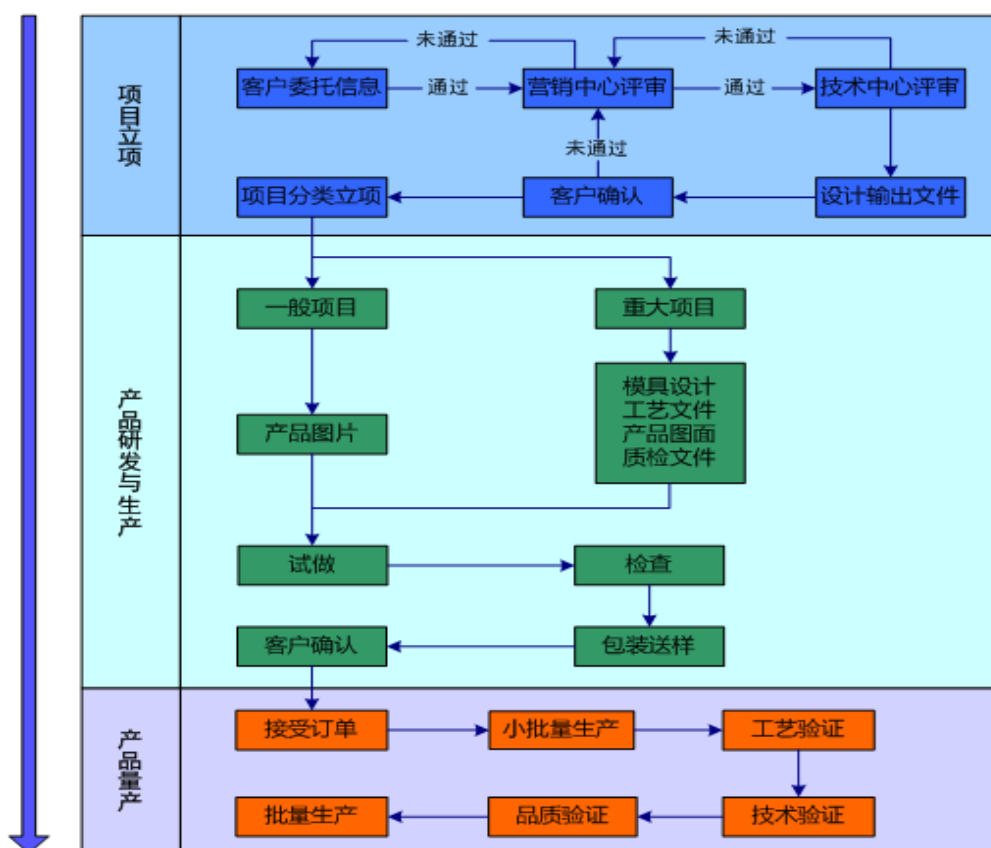 项目立项
未通过
未通过
客户委托信息
通过
营销中心评审
通过
技术中心评审
未通过
项目分类立项
客户确认
设计输出文件
产品研发与生产
一般项目
重大项目
模具设计
工艺文件
产品图面
质检文件
产品图片
试做
检查
客户确认
包装送样
产品量产
接受订单
小批量生产
工艺验证
批量生产
品质验证
技术验证